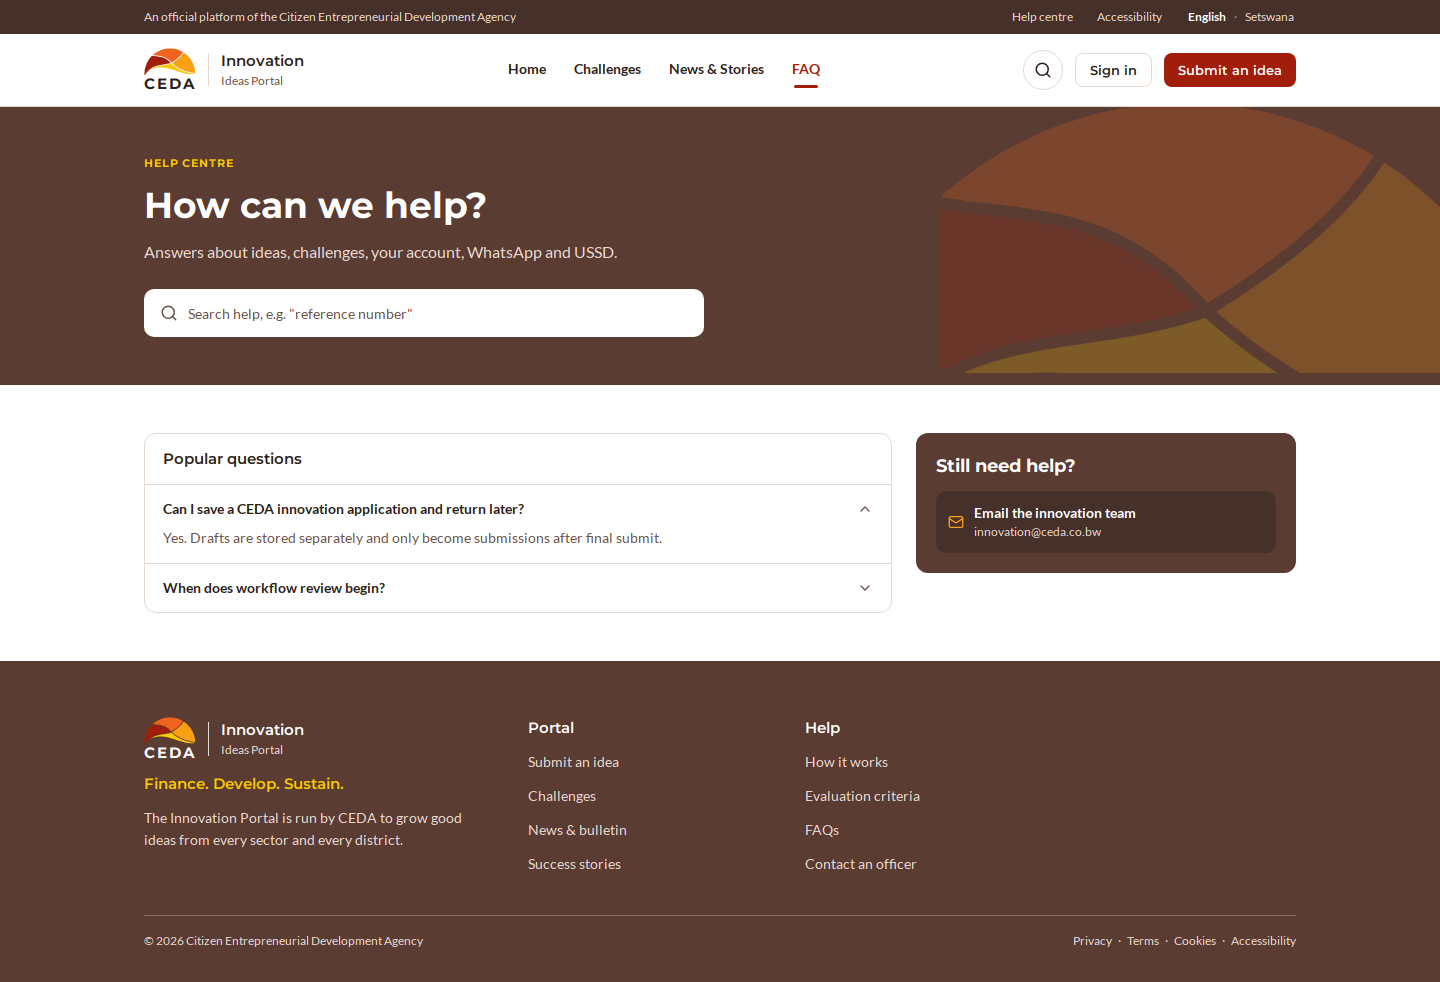 An official platform of the Citizen Entrepreneurial Development Agency
Help centre
Accessibility
English · Setswana
CEDA
Innovation
Ideas Portal
Home
Challenges
News & Stories
FAQ
Sign in
Submit an idea
HELP CENTRE
How can we help?
Answers about ideas, challenges, your account, WhatsApp and USSD.
Search help, e.g. "reference number"
Popular questions
Can I save a CEDA innovation application and return later?
Yes. Drafts are stored separately and only become submissions after final submit.
When does workflow review begin?
Still need help?
Email the innovation team
innovation@ceda.co.bw
CEDA
Innovation
Ideas Portal
Finance. Develop. Sustain.
The Innovation Portal is run by CEDA to grow good
ideas from every sector and every district.
Portal
Submit an idea
Challenges
News & bulletin
Success stories
Help
How it works
Evaluation criteria
FAQs
Contact an officer
© 2026 Citizen Entrepreneurial Development Agency
Privacy · Terms · Cookies · Accessibility